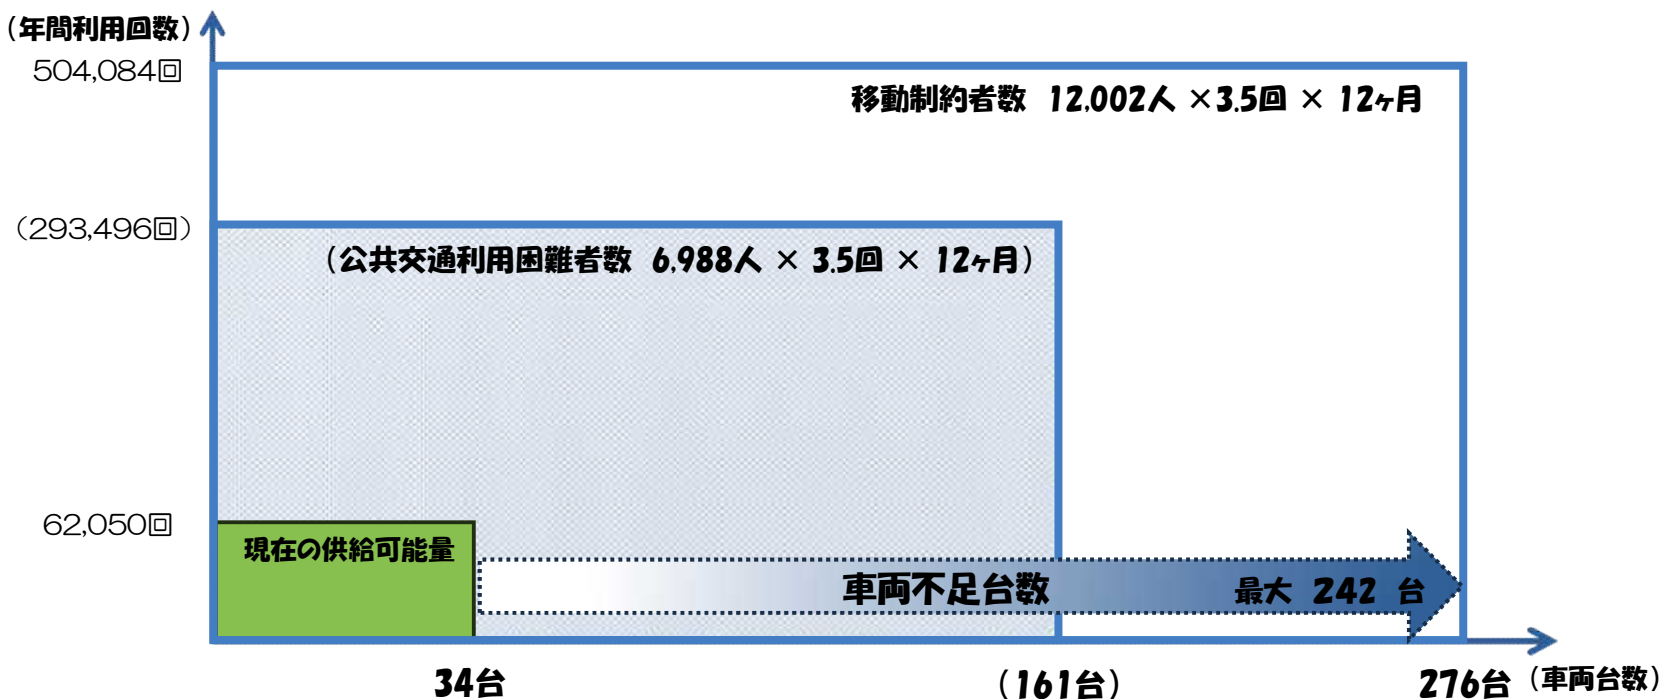 (年間利用回数)
504,084回
移動制約者数 12,002人 ×3.5回 × 12ヶ月
(293,496回)
(公共交通利用困難者数 6,988人 × 3.5回 × 12ヶ月)
62,050回
現在の供給可能量
車両不足台数 最大 242 台
34台
(161台)
276台
(車両台数)